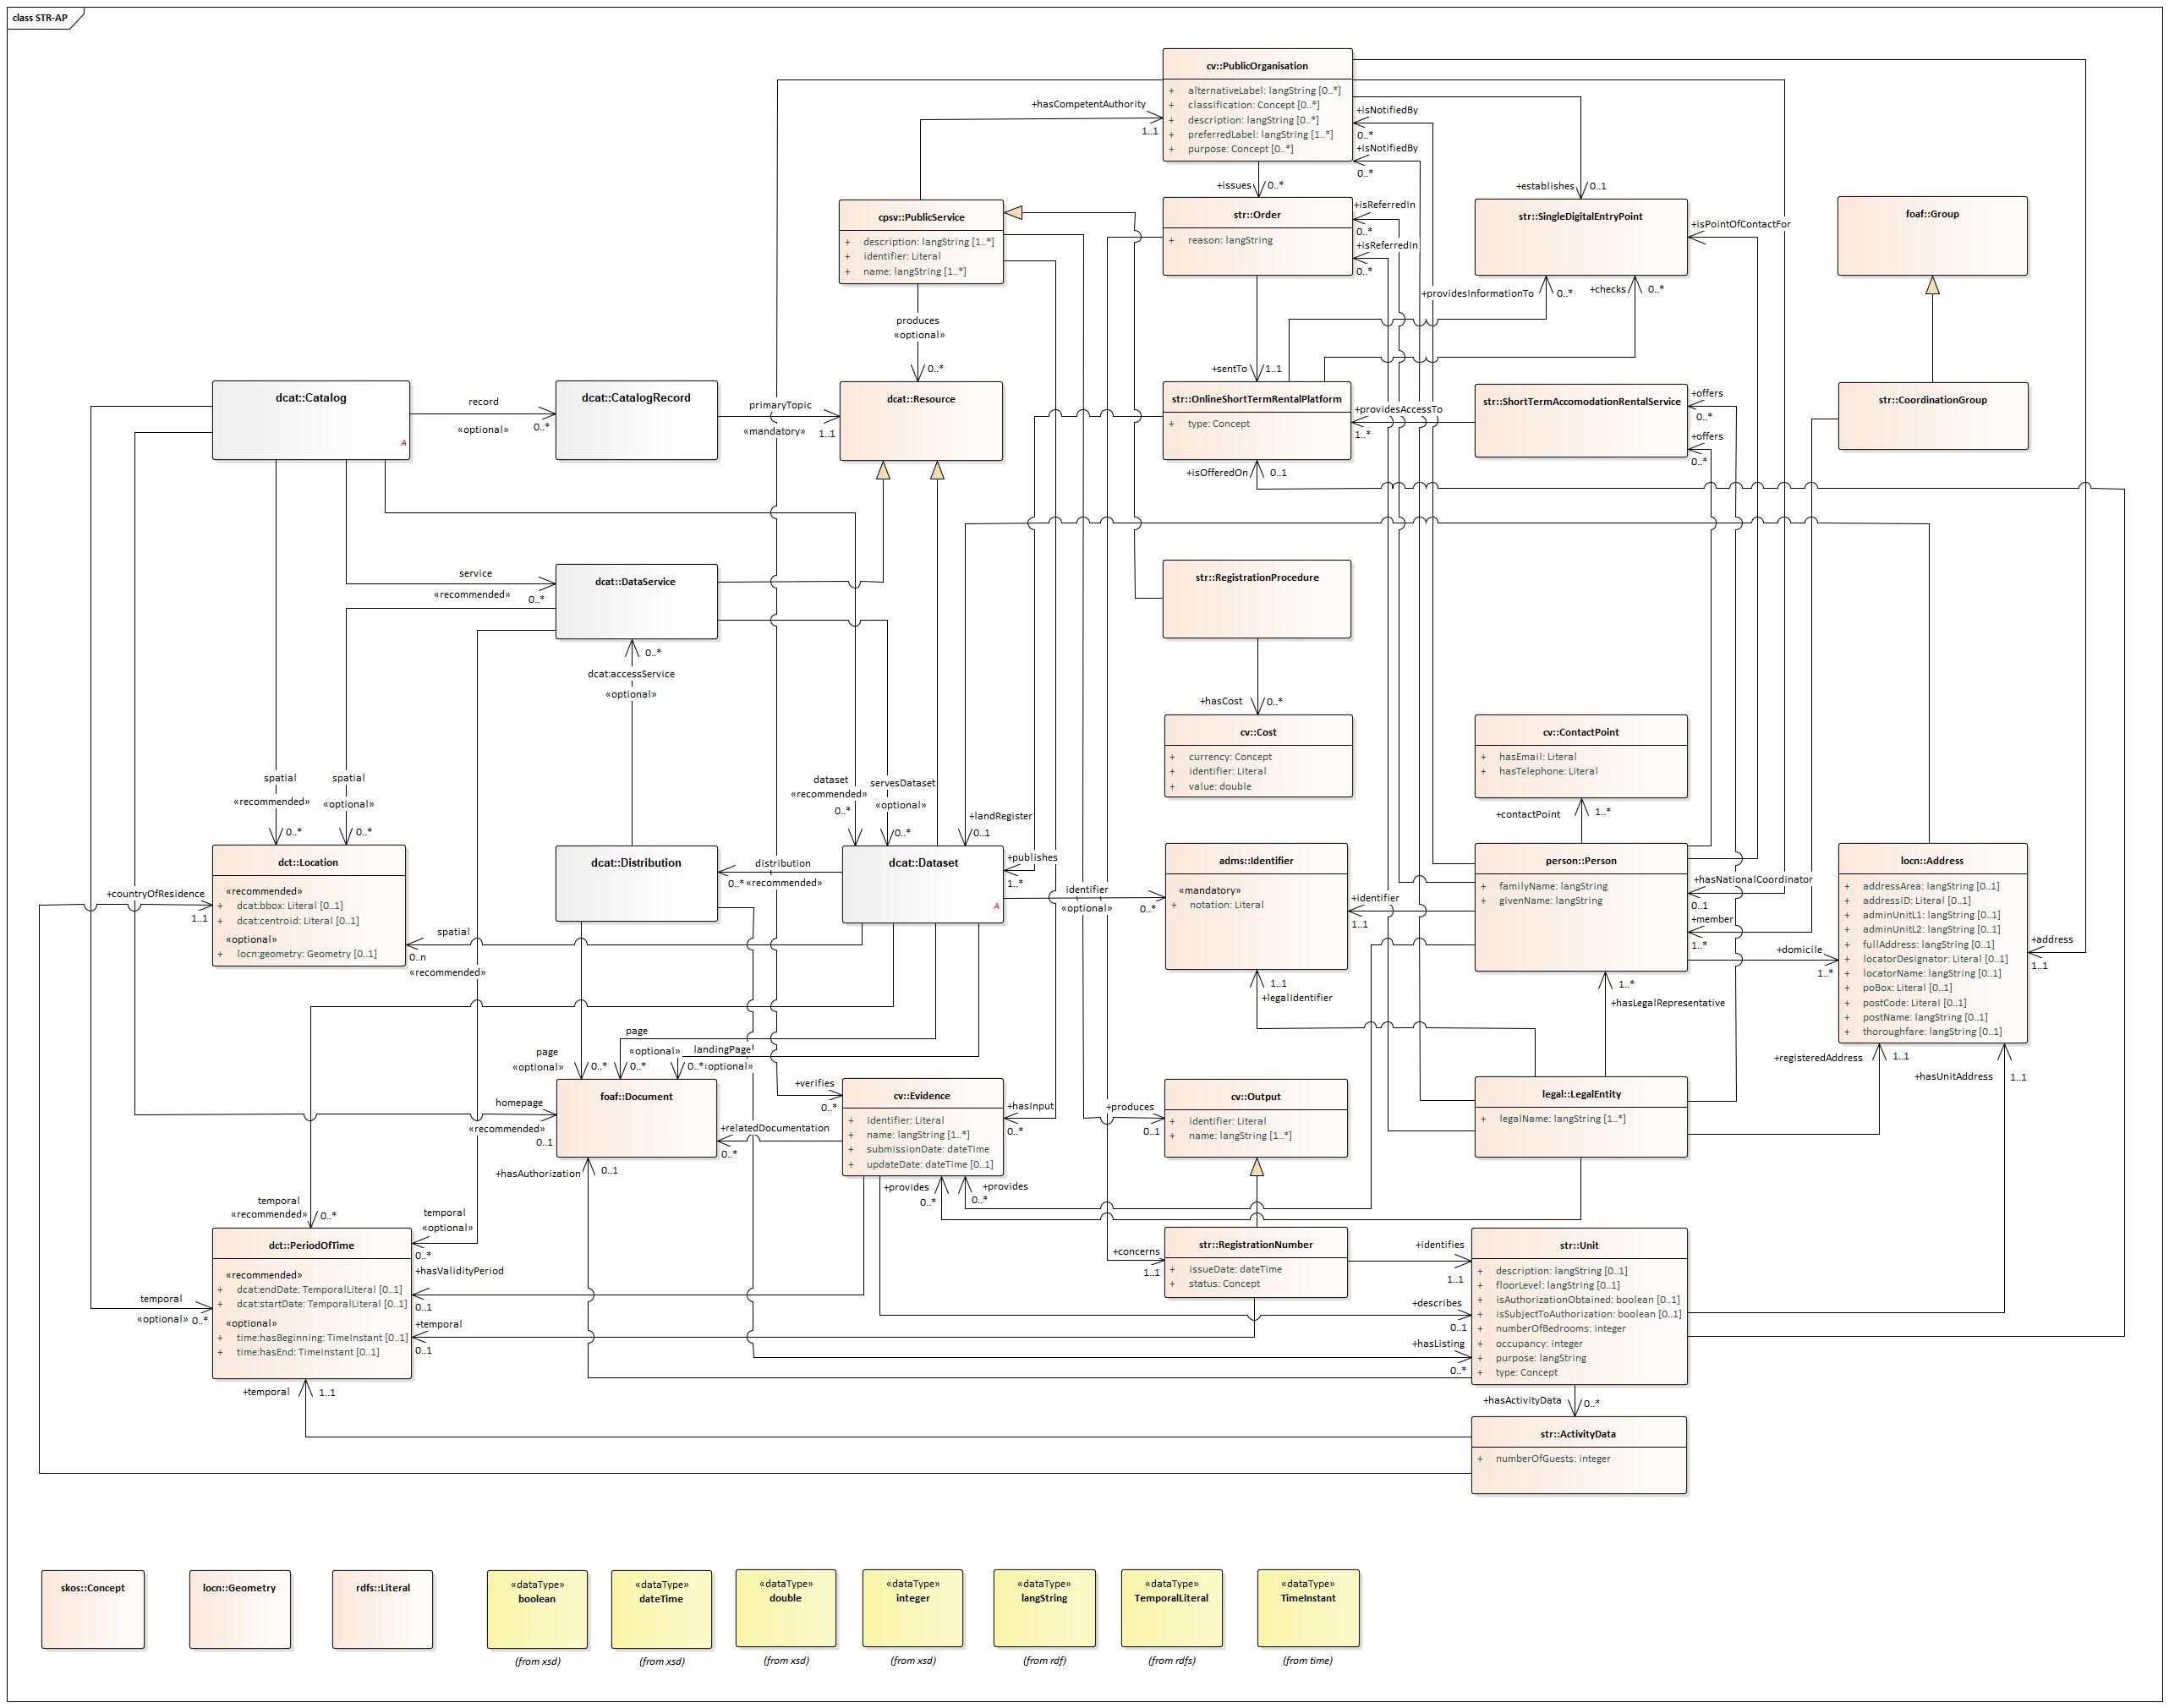 class STR-AP
cv::PublicOrganisation
+ alternativeLabel: langString [0..*]
+ classification: Concept [0..*]
+ description: langString [0..*]
+ preferredLabel: langString [1..*]
+ purpose: Concept [0..*]
+hasCompetentAuthority
1..1
+isNotifiedBy
0..*
+isNotifiedBy
0..*
+issues 0..*
+establishes 0..1
cpsv::PublicService
+ description: langString [1..*]
+ identifier: Literal
+ name: langString [1..*]
str::Order
+ reason: langString
+isReferredIn
0..*
+isReferredIn
0..*
str::SingleDigitalEntryPoint
+isPointOfContactFor
foaf::Group
+providesInformationTo 0..*
+checks 0..*
produces
«optional»
0..*
+sentTo 1..1
dcat::Catalog
A
record
«optional»
0..*
dcat::CatalogRecord
primaryTopic
«mandatory»
1..1
dcat::Resource
str::OnlineShortTermRentalPlatform
+ type: Concept
+providesAccessTo
1..*
str::ShortTermAccomodationRentalService
+offers
0..*
+offers
0..*
str::CoordinationGroup
+isOfferedOn 0..1
service
«recommended»
0..*
dcat::DataService
str::RegistrationProcedure
0..*
dcat:accessService
«optional»
+hasCost 0..*
cv::Cost
+ currency: Concept
+ identifier: Literal
+ value: double
cv::ContactPoint
+ hasEmail: Literal
+ hasTelephone: Literal
spatial
«recommended»
0..*
spatial
«optional»
0..*
dataset
«recommended»
0..*
servesDataset
«optional»
0..*
+landRegister
0..1
+contactPoint 1..*
dct::Location
«recommended»
+ dcat:bbox: Literal [0..1]
+ dcat:centroid: Literal [0..1]
«optional»
+ locn:geometry: Geometry [0..1]
+countryOfResidence
1..1
dcat::Distribution
distribution
0..* «recommended»
dcat::Dataset
A
+publishes
1..*
identifier
«optional»
0..*
adms::Identifier
«mandatory»
+ notation: Literal
+identifier
1..1
person::Person
+ familyName: langString
+ givenName: langString
+hasNationalCoordinator
0..1
+member
1..*
+domicile
1..*
locn::Address
+ addressArea: langString [0..1]
+ addressID: Literal [0..1]
+ adminUnitL1: langString [0..1]
+ adminUnitL2: langString [0..1]
+ fullAddress: langString [0..1]
+ locatorDesignator: Literal [0..1]
+ locatorName: langString [0..1]
+ poBox: Literal [0..1]
+ postCode: Literal [0..1]
+ postName: langString [0..1]
+ thoroughfare: langString [0..1]
+address
1..1
spatial
0..n
«recommended»
1..1
+legalIdentifier
1..*
+hasLegalRepresentative
page
«optional»
0..*
page
«optional»
0..*
landingPage
0..* «optional»
+registeredAddress 1..1
+hasUnitAddress 1..1
foaf::Document
homepage
«recommended»
0..1
+verifies
0..*
cv::Evidence
+ identifier: Literal
+ name: langString [1..*]
+ submissionDate: dateTime
+ updateDate: dateTime [0..1]
+hasInput
0..*
+relatedDocumentation
0..*
+produces
0..1
cv::Output
+ identifier: Literal
+ name: langString [1..*]
legal::LegalEntity
+ legalName: langString [1..*]
+hasAuthorization 0..1
+provides
0..*
+provides
0..*
temporal
«recommended»
0..*
temporal
«optional»
0..*
dct::PeriodOfTime
«recommended»
+ dcat:endDate: TemporalLiteral [0..1]
+ dcat:startDate: TemporalLiteral [0..1]
«optional»
+ time:hasBeginning: TimeInstant [0..1]
+ time:hasEnd: TimeInstant [0..1]
+hasValidityPeriod
0..1
temporal
«optional» 0..*
+temporal
0..1
+temporal 1..1
+concerns
1..1
str::RegistrationNumber
+ issueDate: dateTime
+ status: Concept
+identifies
1..1
+describes
0..1
+hasListing
0..*
str::Unit
+ description: langString [0..1]
+ floorLevel: langString [0..1]
+ isAuthorizationObtained: boolean [0..1]
+ isSubjectToAuthorization: boolean [0..1]
+ numberOfBedrooms: integer
+ occupancy: integer
+ purpose: langString
+ type: Concept
+hasActivityData 0..*
str::ActivityData
+ numberOfGuests: integer
skos::Concept
locn::Geometry
rdfs::Literal
«dataType»
boolean
(from xsd)
«dataType»
dateTime
(from xsd)
«dataType»
double
(from xsd)
«dataType»
integer
(from xsd)
«dataType»
langString
(from rdf)
«dataType»
TemporalLiteral
(from rdfs)
«dataType»
TimeInstant
(from time)